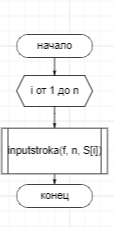 начало
i от 1 до n
inputstroka(f, n, S[i])
конец